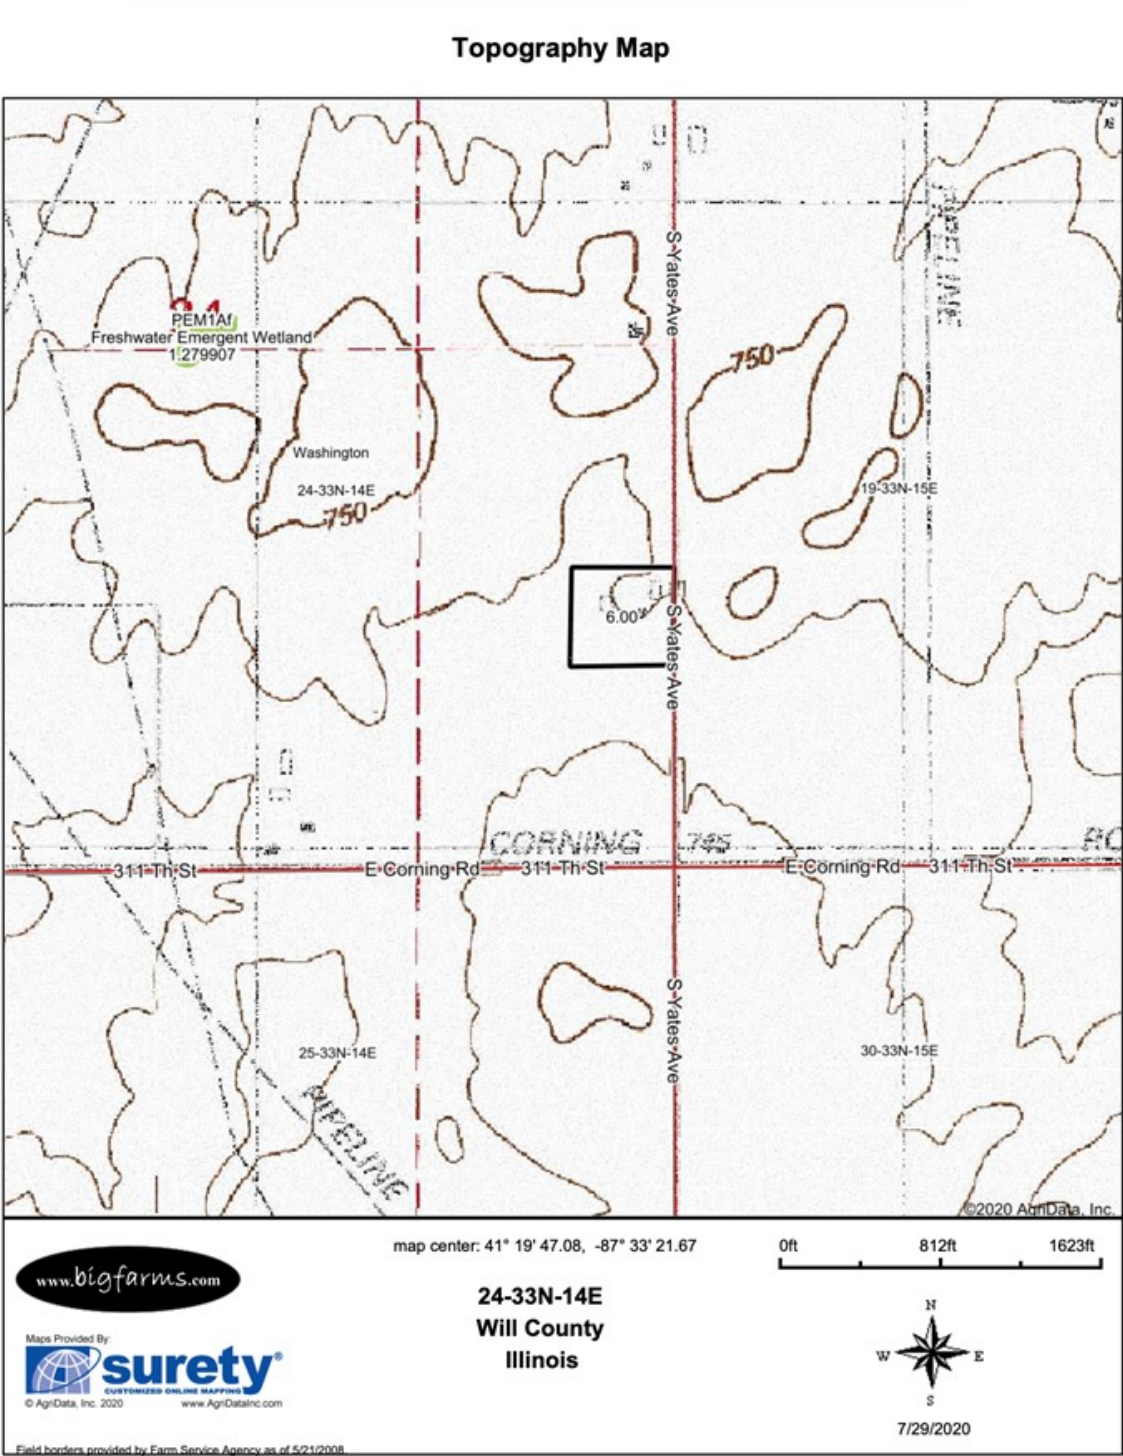 Topography Map
S Yates Ave
PEM1Af
Freshwater Emergent Wetland
1.279907
750
Washington
24-33N-14E
750
19-33N-15E
6.00
S Yates Ave
CORNING
745
311 Th St
E Corning Rd
311 Th St
E Corning Rd
311 Th St
S Yates Ave
25-33N-14E
30-33N-15E
PIPELINE
©2020 AgriData, Inc.
map center: 41° 19' 47.08, -87° 33' 21.67
0ft 812ft 1623ft
www.bigfarms.com
24-33N-14E
Will County
Illinois
N
W E
S
Maps Provided By:
surety®
CUSTOMIZED ONLINE MAPPING
© AgriData, Inc. 2020 www.AgriDataInc.com
7/29/2020
Field borders provided by Farm Service Agency as of 5/21/2008.